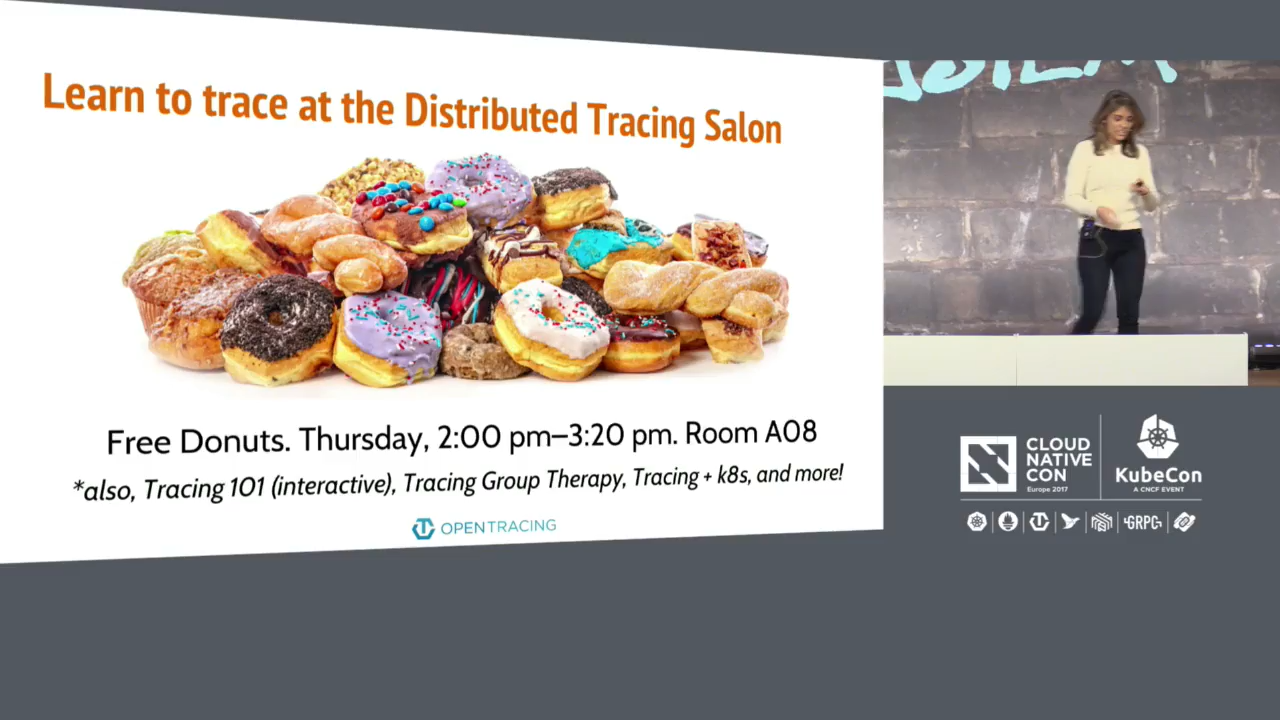 Learn to trace at the Distributed Tracing Salon
Free Donuts. Thursday, 2:00 pm–3:20 pm. Room A08
*also, Tracing 101 (interactive), Tracing Group Therapy, Tracing + k8s, and more!
OPENTRACING
CLOUD
NATIVE
CON
Europe 2017
KubeCon
A CNCF EVENT
GRPC